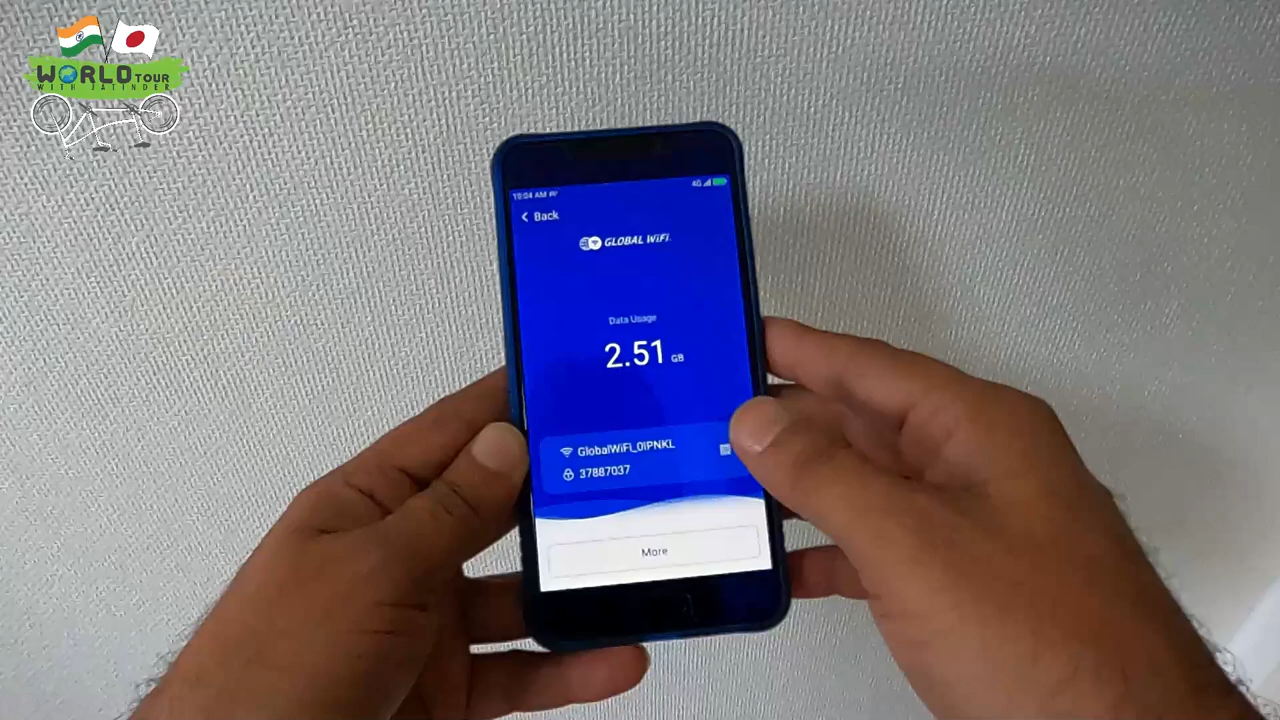 WORLD TOUR
WITH JATINDER
10:04 AM
4G
Back
GLOBAL WiFi
Data Usage
2.51 GB
GlobalWiFi_0IPNKL
37887037
More